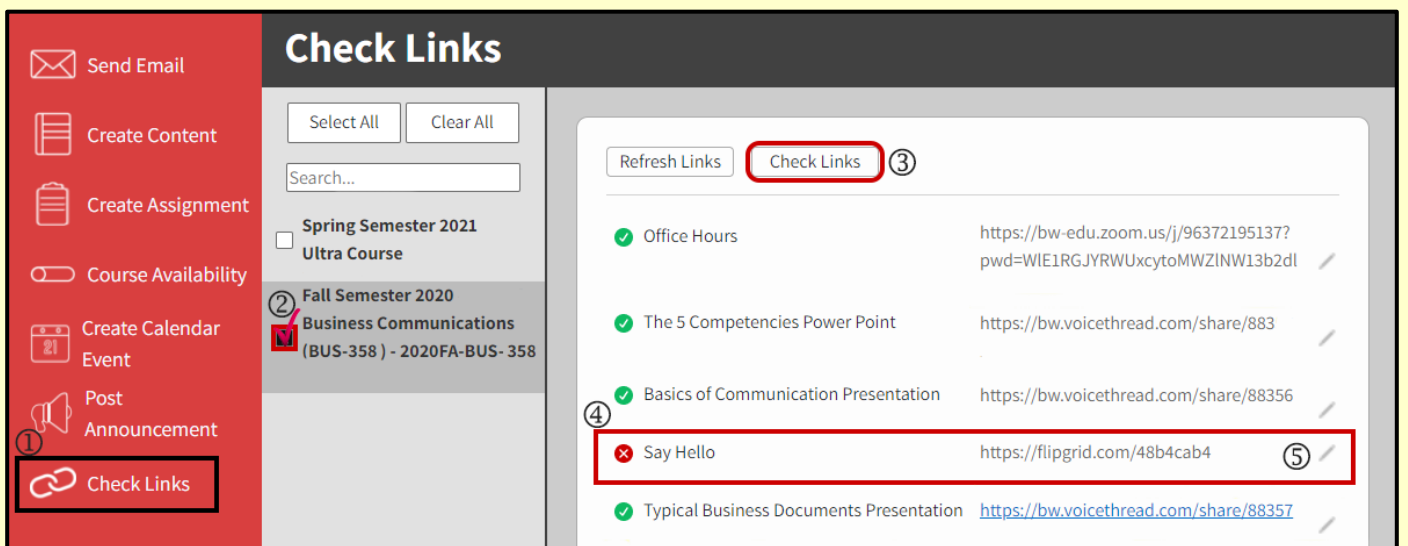 Send Email
Create Content
Create Assignment
Course Availability
21
Create Calendar
Event
Post
Announcement
①
Check Links
Check Links
Select All
Clear All
Search...
Spring Semester 2021
Ultra Course
②
Fall Semester 2020
Business Communications
(BUS-358 ) - 2020FA-BUS- 358
Refresh Links
Check Links
③
Office Hours
https://bw-edu.zoom.us/j/96372195137?
pwd=WlE1RGJYRWUxcytoMWZlNW13b2dl
The 5 Competencies Power Point
https://bw.voicethread.com/share/883
Basics of Communication Presentation
https://bw.voicethread.com/share/88356
④
Say Hello
https://flipgrid.com/48b4cab4
⑤
Typical Business Documents Presentation
https://bw.voicethread.com/share/88357